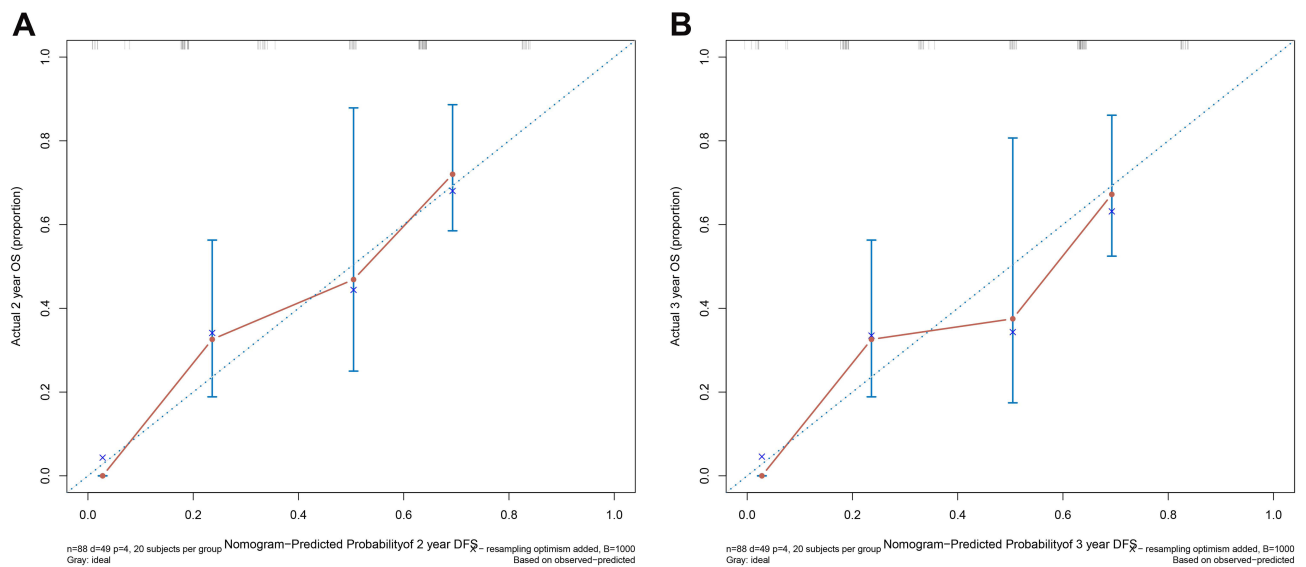 A
Actual 2 year OS (proportion)
1.0
0.8
0.6
0.4
0.2
0.0
0.0 0.2 0.4 0.6 0.8 1.0
Nomogram−Predicted Probabilityof 2 year DFS
n=88 d=49 p=4, 20 subjects per group
Gray: ideal
X − resampling optimism added, B=1000
Based on observed−predicted
B
Actual 3 year OS (proportion)
1.0
0.8
0.6
0.4
0.2
0.0
0.0 0.2 0.4 0.6 0.8 1.0
Nomogram−Predicted Probabilityof 3 year DFS
n=88 d=49 p=4, 20 subjects per group
Gray: ideal
X − resampling optimism added, B=1000
Based on observed−predicted